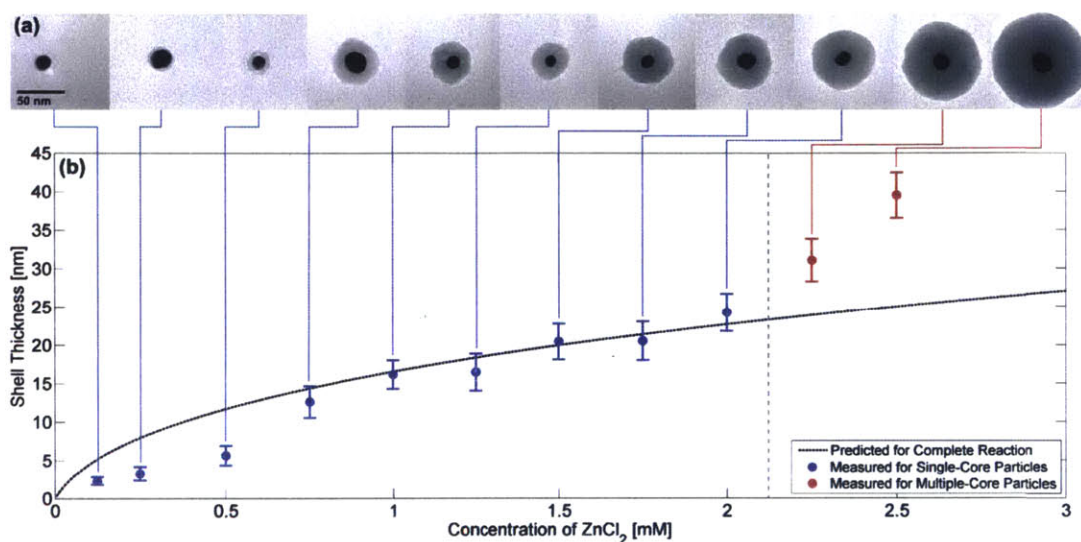 (a)
50 nm
(b)
45
40
35
30
25
20
15
10
5
0
Shell Thickness [nm]
0 0.5 1 1.5 2 2.5 3
Concentration of ZnCl2 [mM]
Predicted for Complete Reaction
Measured for Single-Core Particles
Measured for Multiple-Core Particles